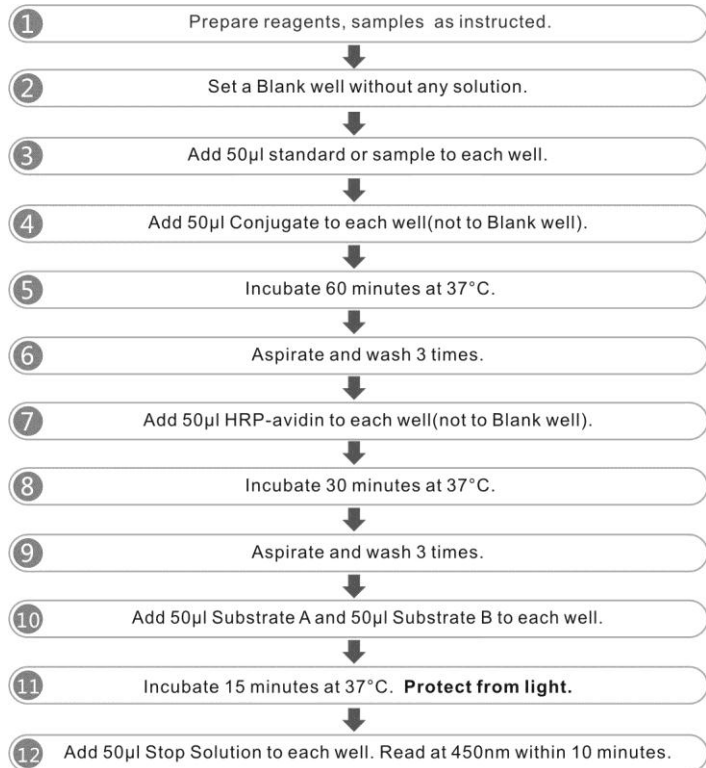 1 Prepare reagents, samples as instructed.
2 Set a Blank well without any solution.
3 Add 50μl standard or sample to each well.
4 Add 50μl Conjugate to each well(not to Blank well).
5 Incubate 60 minutes at 37°C.
6 Aspirate and wash 3 times.
7 Add 50μl HRP-avidin to each well(not to Blank well).
8 Incubate 30 minutes at 37°C.
9 Aspirate and wash 3 times.
10 Add 50μl Substrate A and 50μl Substrate B to each well.
11 Incubate 15 minutes at 37°C. Protect from light.
12 Add 50μl Stop Solution to each well. Read at 450nm within 10 minutes.